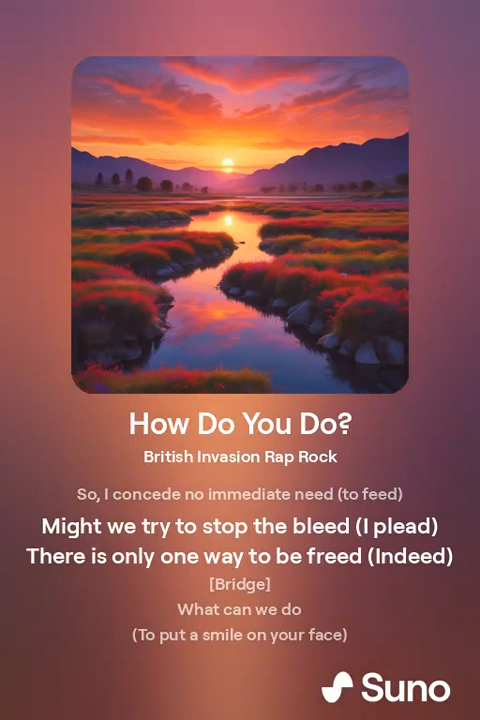 How Do You Do?
British Invasion Rap Rock
So, I concede no immediate need (to feed)
Might we try to stop the bleed (I plead)
There is only one way to be freed (Indeed)
[Bridge]
What can we do
(To put a smile on your face)
Suno